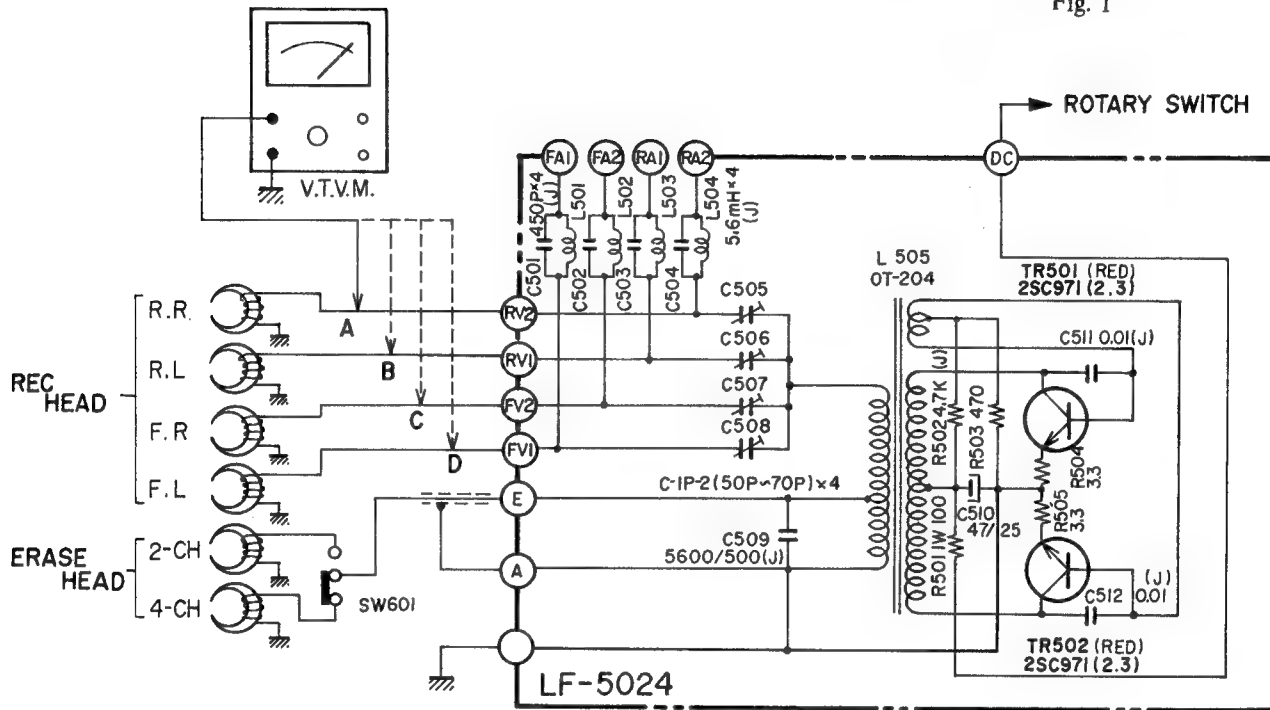 Fig. 1
ROTARY SWITCH
V.T.V.M.
FA1
FA2
RA1
RA2
DC
450P×4
(J)
L501
L502
L503
L504
5.6mH×4
(J)
C501
C502
C503
C504
L 505
OT-204
TR501 (RED)
2SC971(2.3)
REC
HEAD
R.R.
R.L
F.R
F.L
A
B
C
D
RV2
RV1
FV2
FV1
E
A
C505
C506
C507
C508
C-1P-2(50P~70P)×4
C509
5600/500(J)
C511 0.01(J)
R502 4.7K (J)
R503 470
R504
3.3
R505
3.3
C510
47/25
R501 1W 100
C512
(J)
0.01
TR502 (RED)
2SC971(2.3)
ERASE
HEAD
2-CH
4-CH
SW601
LF-5024